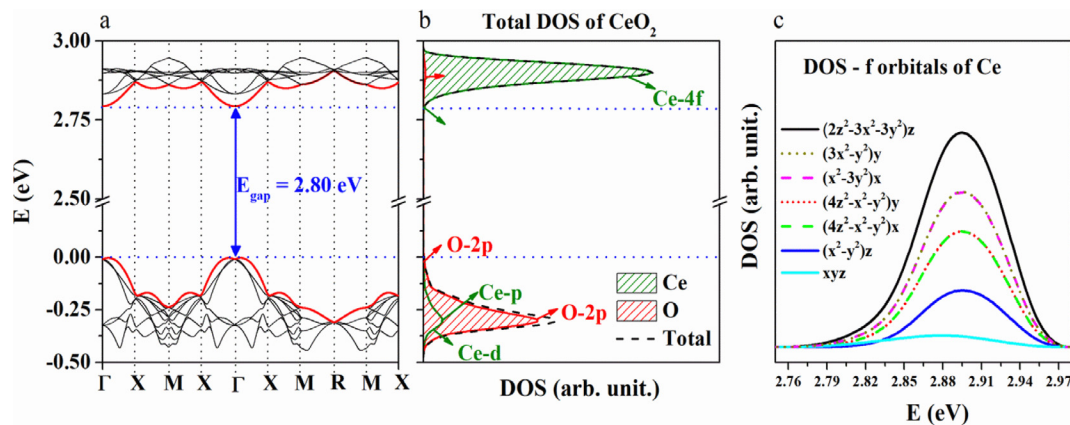 a
3.00
2.75
2.50
0.00
-0.25
-0.50
E (eV)
E_gap = 2.80 eV
Γ X M X Γ X M R M X
b
Total DOS of CeO₂
Ce-4f
O-2p
Ce-p
O-2p
Ce-d
Ce
O
Total
DOS (arb. unit.)
c
DOS - f orbitals of Ce
(2z²-3x²-3y²)z
(3x²-y²)y
(x²-3y²)x
(4z²-x²-y²)y
(4z²-x²-y²)x
(x²-y²)z
xyz
DOS (arb. unit.)
2.76 2.79 2.82 2.85 2.88 2.91 2.94 2.97
E (eV)